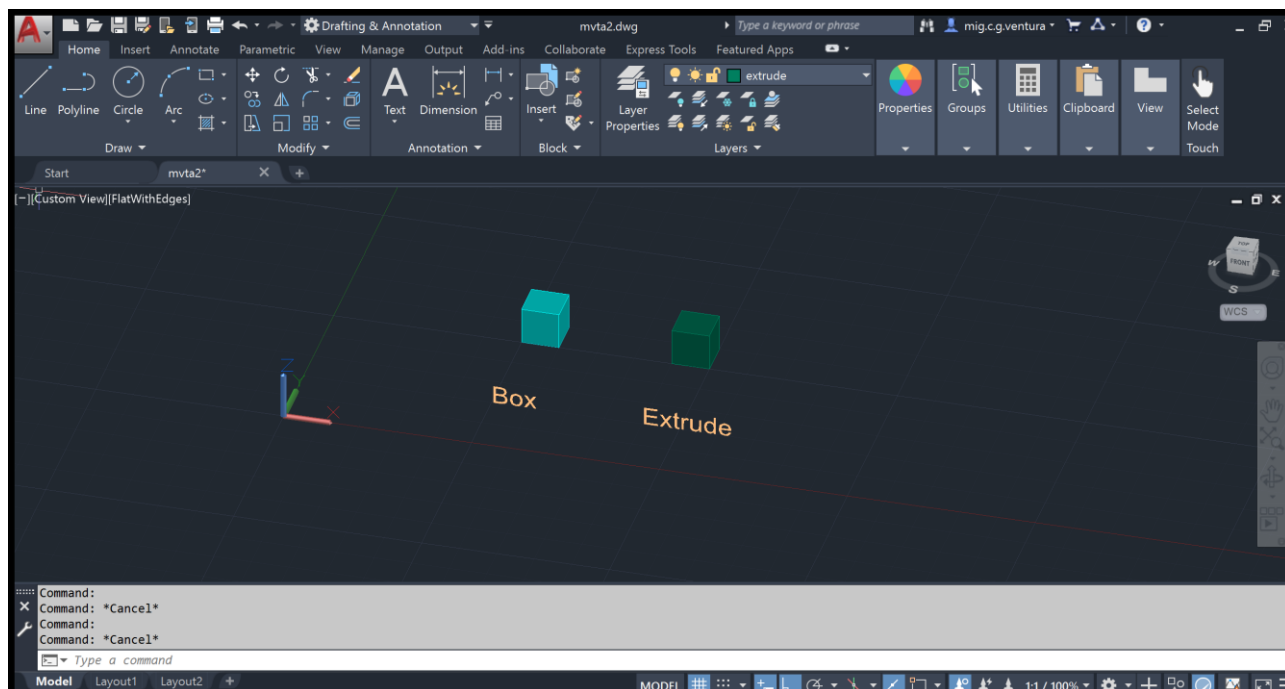 Drafting & Annotation mvta2.dwg Type a keyword or phrase mig.c.g.ventura
Home Insert Annotate Parametric View Manage Output Add-ins Collaborate Express Tools Featured Apps
extrude
Line Polyline Circle Arc Text Dimension Insert Layer Properties Properties Groups Utilities Clipboard View Select Mode
Draw Modify Annotation Block Layers Touch
Start mvta2* +
[−][Custom View][FlatWithEdges]
TOP
FRONT
W E
S
WCS
Z
Y
X
Box
Extrude
Command:
Command: *Cancel*
Command:
Command: *Cancel*
Type a command
Model Layout1 Layout2 + MODEL 1:1 / 100%